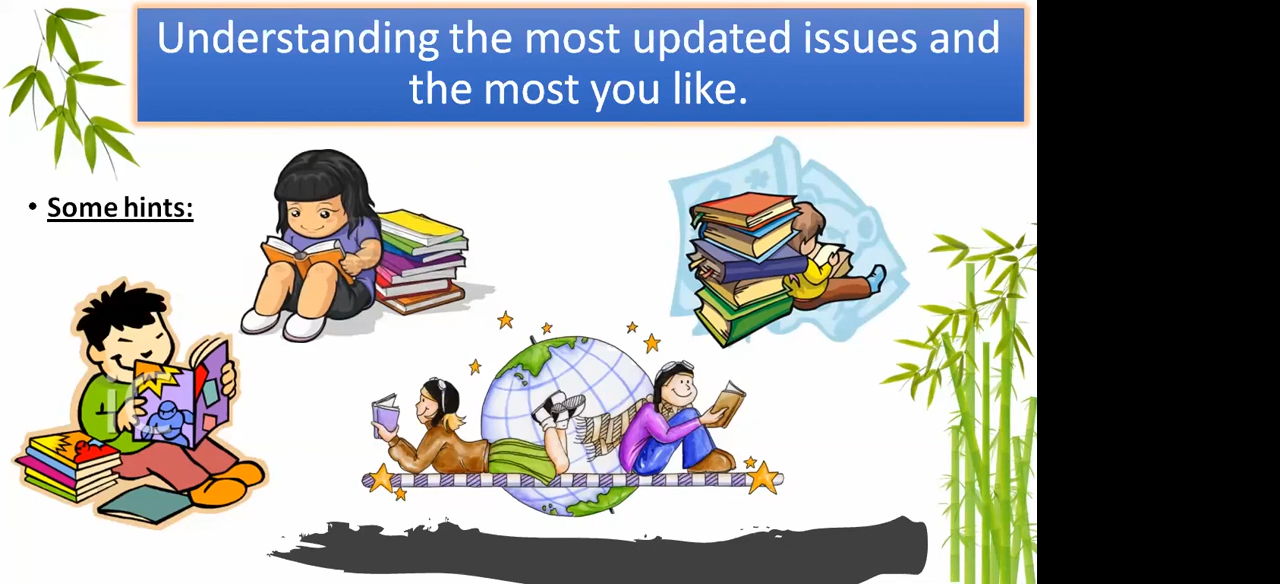 Understanding the most updated issues and
the most you like.
• Some hints: